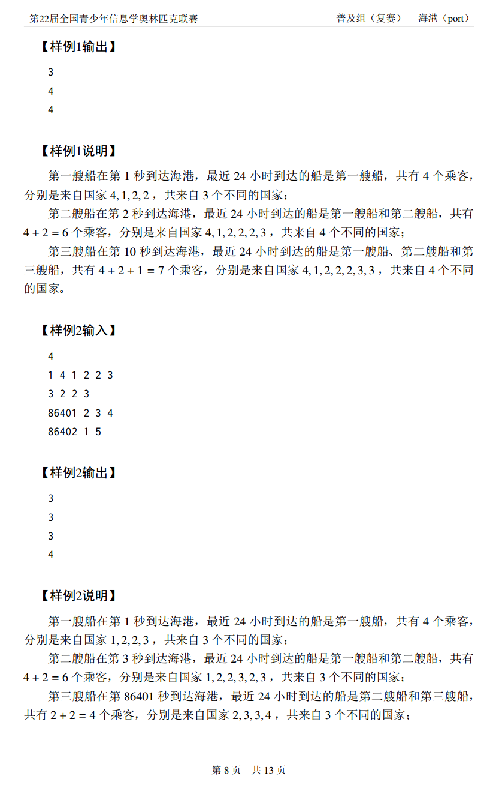 第22届全国青少年信息学奥林匹克联赛 普及组（复赛） 海港（port）
【样例1输出】
3
4
4
【样例1说明】
第一艘船在第 1 秒到达海港，最近 24 小时到达的船是第一艘船，共有 4 个乘客，
分别是来自国家 4, 1, 2, 2 ，共来自 3 个不同的国家；
第二艘船在第 2 秒到达海港，最近 24 小时到达的船是第一艘船和第二艘船，共有
4 + 2 = 6 个乘客，分别是来自国家 4, 1, 2, 2, 2, 3 ，共来自 4 个不同的国家；
第三艘船在第 10 秒到达海港，最近 24 小时到达的船是第一艘船、第二艘船和第
三艘船，共有 4 + 2 + 1 = 7 个乘客，分别是来自国家 4, 1, 2, 2, 2, 3, 3 ，共来自 4 个不同
的国家。
【样例2输入】
4
1 4 1 2 2 3
3 2 2 3
86401 2 3 4
86402 1 5
【样例2输出】
3
3
3
4
【样例2说明】
第一艘船在第 1 秒到达海港，最近 24 小时到达的船是第一艘船，共有 4 个乘客，
分别是来自国家 1, 2, 2, 3 ，共来自 3 个不同的国家；
第二艘船在第 3 秒到达海港，最近 24 小时到达的船是第一艘船和第二艘船，共有
4 + 2 = 6 个乘客，分别是来自国家 1, 2, 2, 3, 2, 3 ，共来自 3 个不同的国家；
第三艘船在第 86401 秒到达海港，最近 24 小时到达的船是第二艘船和第三艘船，
共有 2 + 2 = 4 个乘客，分别是来自国家 2, 3, 3, 4 ，共来自 3 个不同的国家；
第 8 页 共 13 页